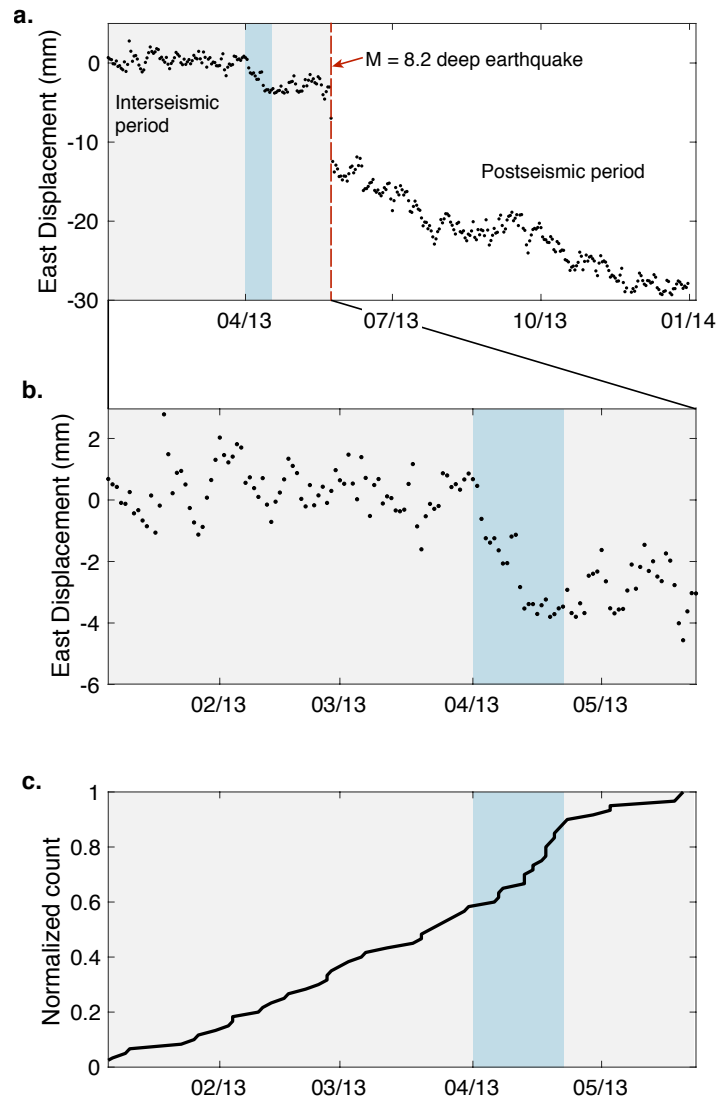 a.
East Displacement (mm)
0
-10
-20
-30
M = 8.2 deep earthquake
Interseismic
period
Postseismic period
04/13
07/13
10/13
01/14
b.
East Displacement (mm)
2
0
-2
-4
-6
02/13
03/13
04/13
05/13
c.
Normalized count
1
0.8
0.6
0.4
0.2
0
02/13
03/13
04/13
05/13